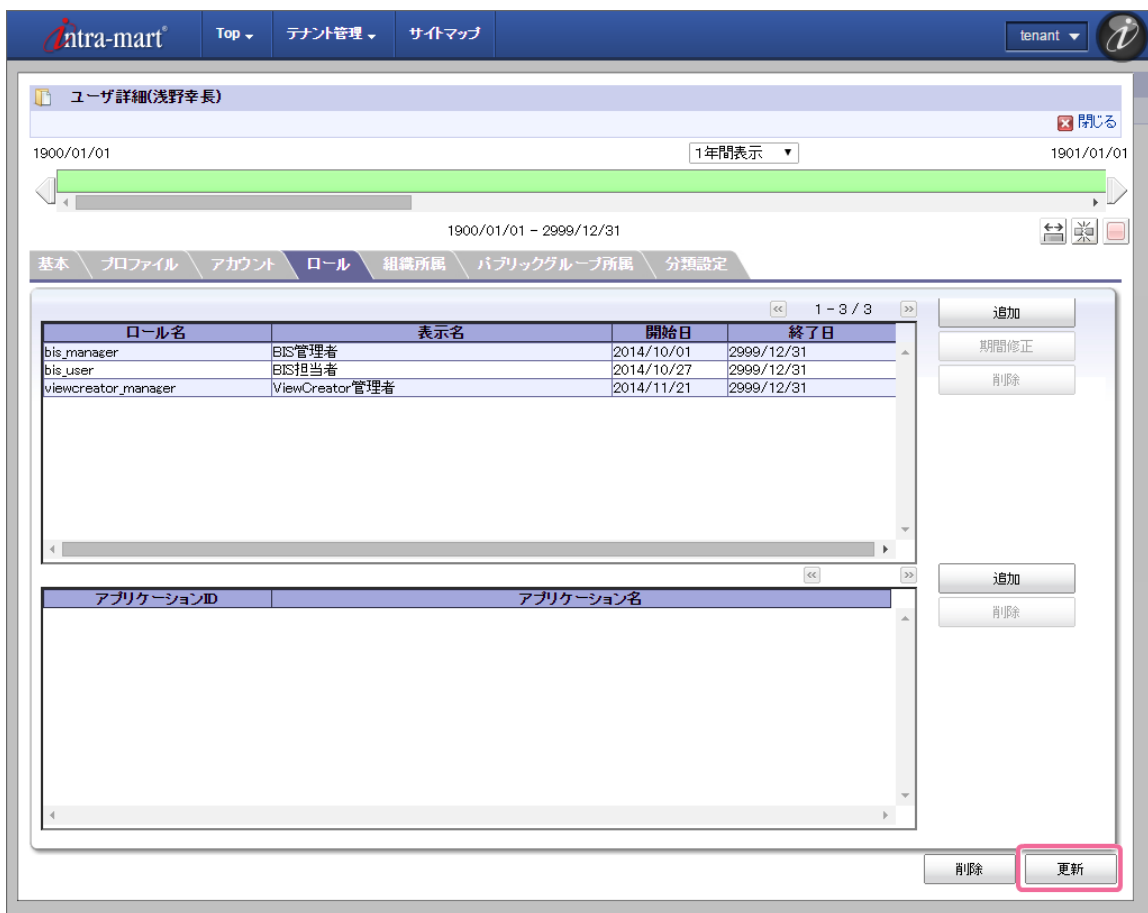 intra-mart® Top テナント管理 サイトマップ tenant
ユーザ詳細(浅野幸長)
閉じる
1900/01/01 1年間表示 1901/01/01
1900/01/01 - 2999/12/31
基本 プロファイル アカウント ロール 組織所属 パブリックグループ所属 分類設定
1 - 3 / 3 追加
ロール名 表示名 開始日 終了日
bis_manager BIS管理者 2014/10/01 2999/12/31 期間修正
bis_user BIS担当者 2014/10/27 2999/12/31
viewcreator_manager ViewCreator管理者 2014/11/21 2999/12/31 削除
追加
アプリケーションID アプリケーション名
削除
削除 更新